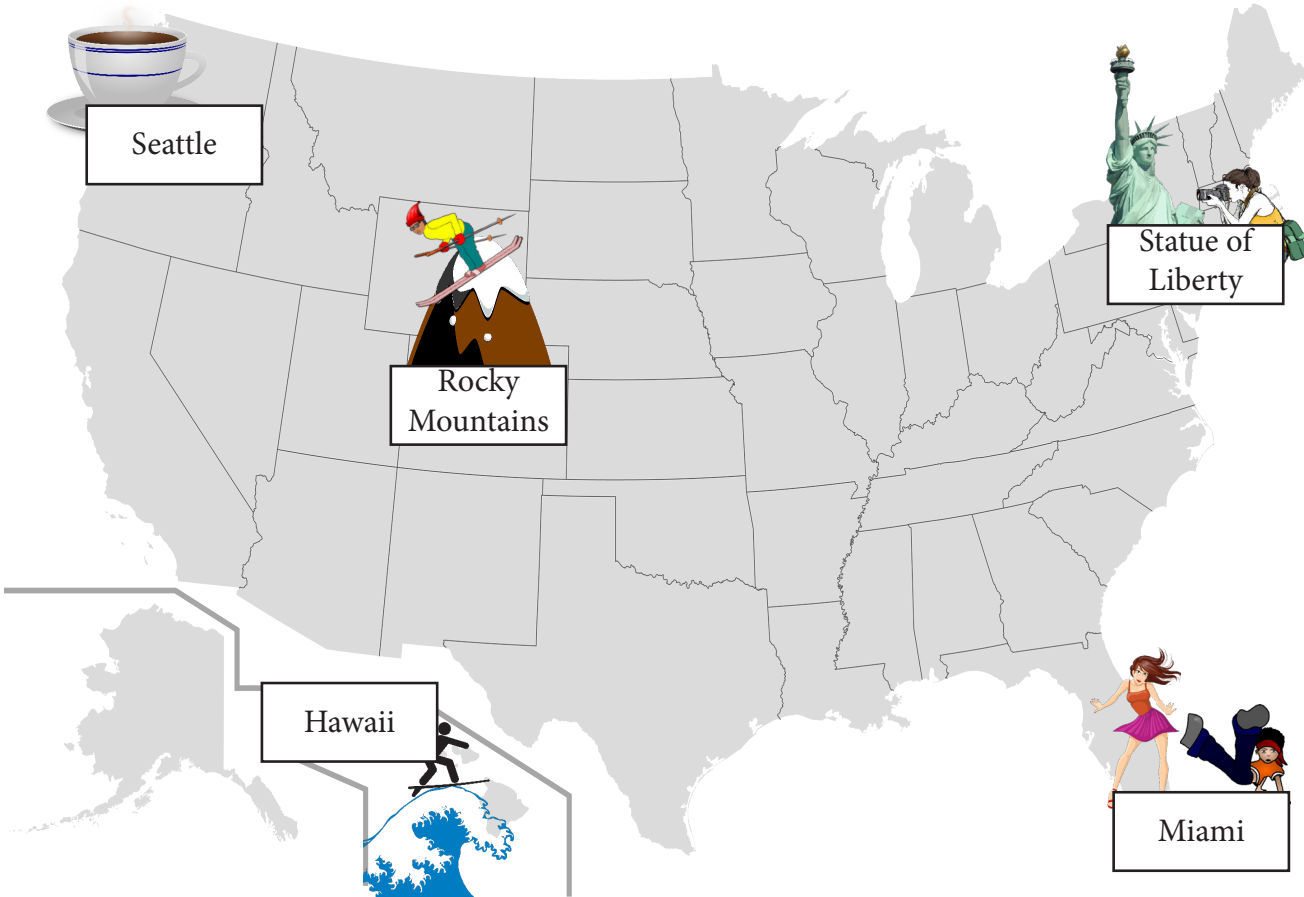 Seattle
Statue of
Liberty
Rocky
Mountains
Hawaii
Miami